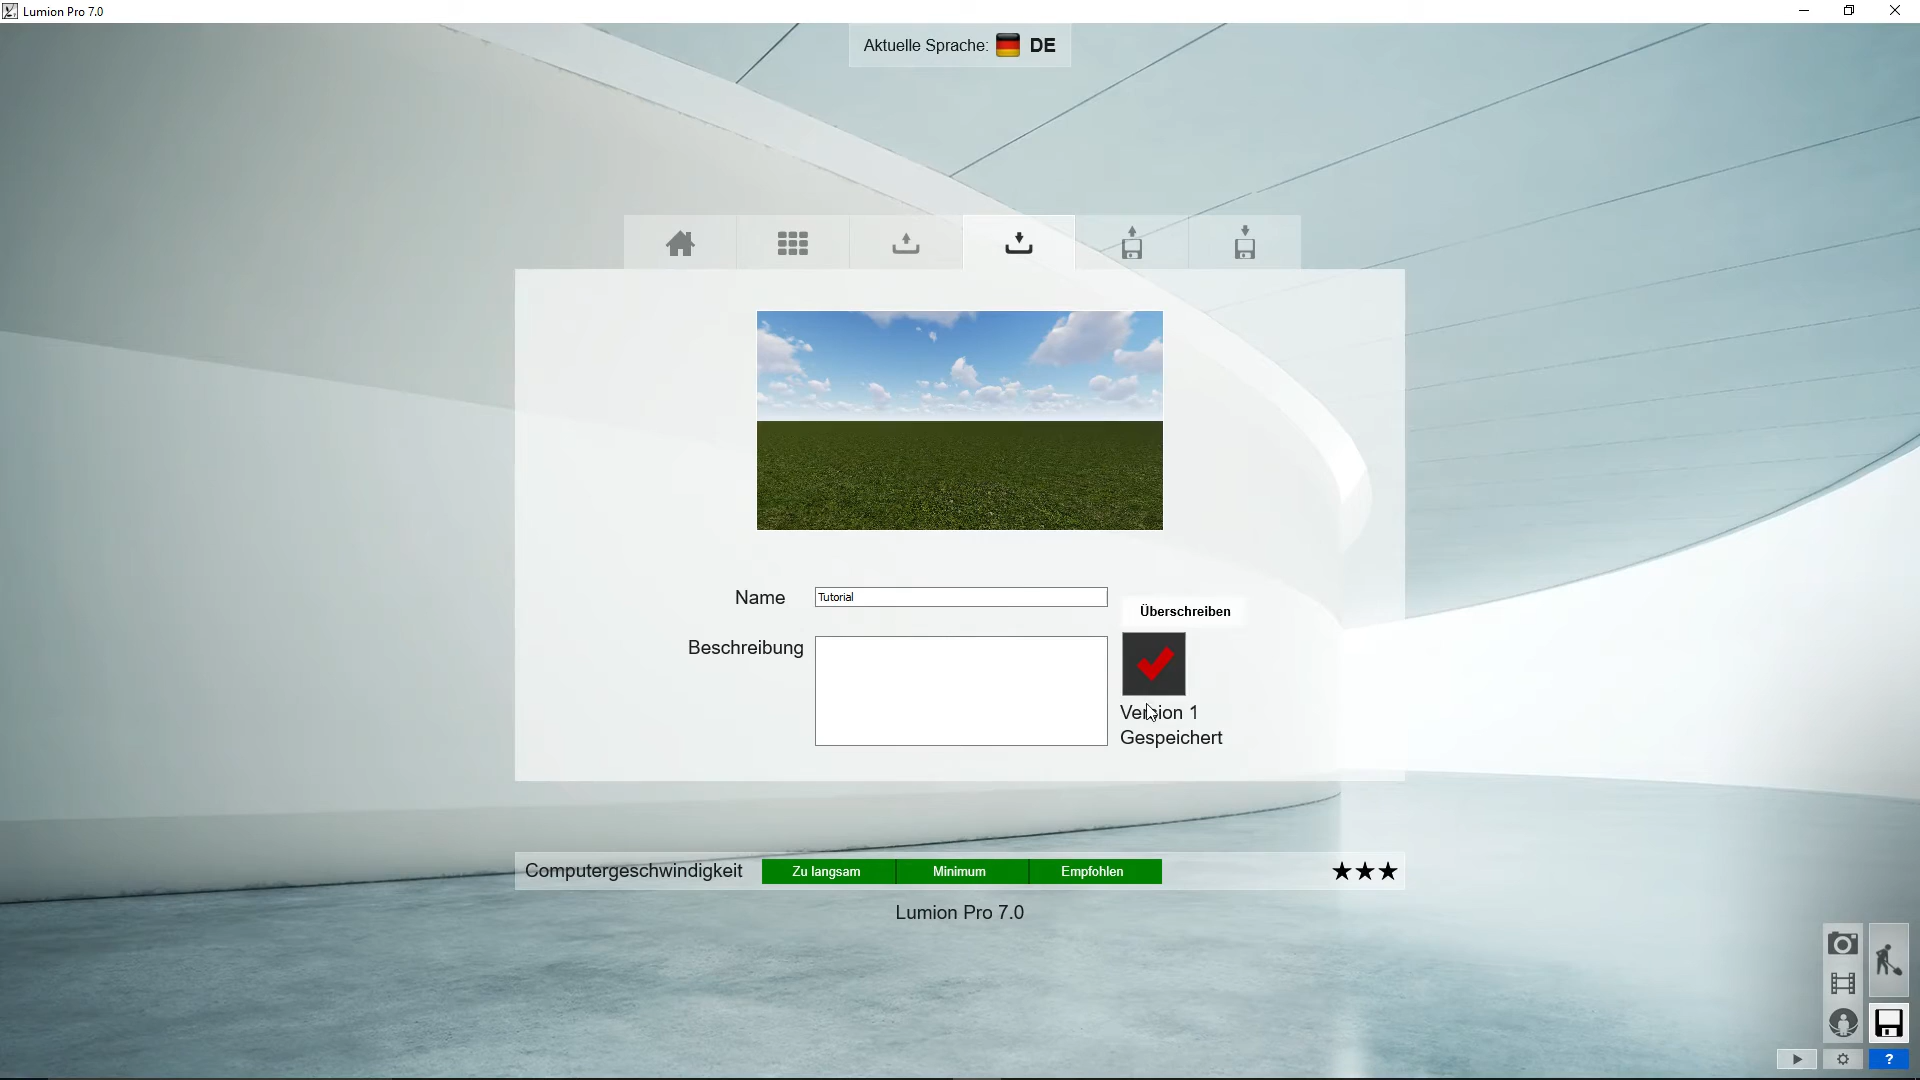 Lumion Pro 7.0
Aktuelle Sprache: DE
Name
Tutorial
Überschreiben
Beschreibung
Version 1
Gespeichert
Computergeschwindigkeit
Zu langsam
Minimum
Empfohlen
Lumion Pro 7.0
?